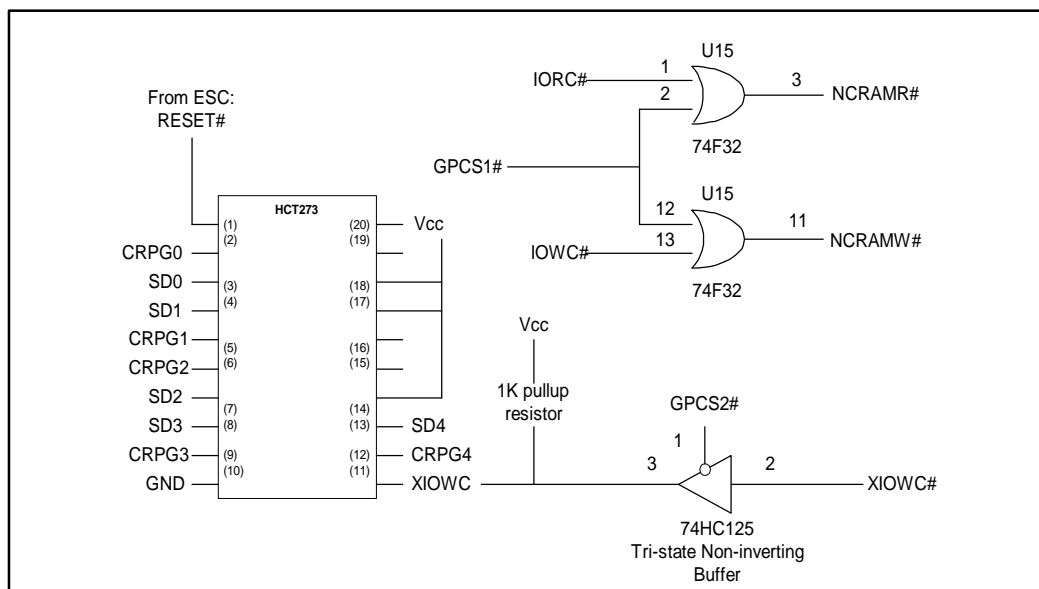 From ESC:
RESET#
HCT273
(1)
(2)
(3)
(4)
(5)
(6)
(7)
(8)
(9)
(10)
(20)
(19)
(18)
(17)
(16)
(15)
(14)
(13)
(12)
(11)
CRPG0
SD0
SD1
CRPG1
CRPG2
SD2
SD3
CRPG3
GND
Vcc
SD4
CRPG4
XIOWC
U15
IORC#
1
2
3
NCRAMR#
74F32
GPCS1#
U15
12
13
11
IOWC#
NCRAMW#
74F32
Vcc
1K pullup
resistor
GPCS2#
1
3
2
XIOWC#
74HC125
Tri-state Non-inverting
Buffer